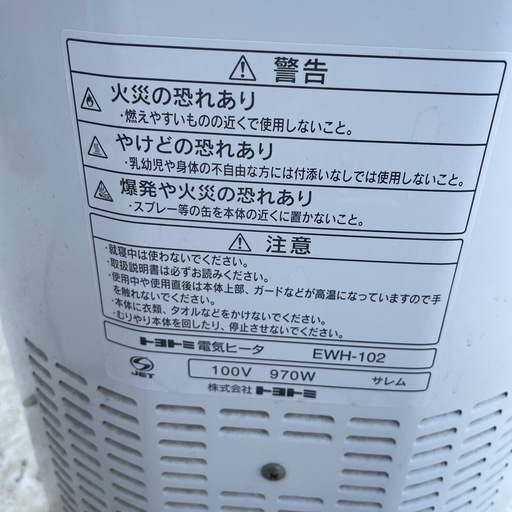 警告
火災の恐れあり
・燃えやすいものの近くで使用しないこと。
やけどの恐れあり
・乳幼児や身体の不自由な方には付添いなしでは使用しないこと。
爆発や火災の恐れあり
・スプレー等の缶を本体の近くに置かないこと。
注意
・就寝中は使わないでください。
・取扱説明書は必ずお読みください。
・使用中や使用直後は本体上部、ガードなどが高温になっていますので手
を触れないでください。
・本体に衣類、タオルなどをかけないでください。
・むりやり本体を回したり、停止させないでください。
トヨトミ電気ヒータ EWH-102
JET 100V 970W サレム
株式会社トヨトミ